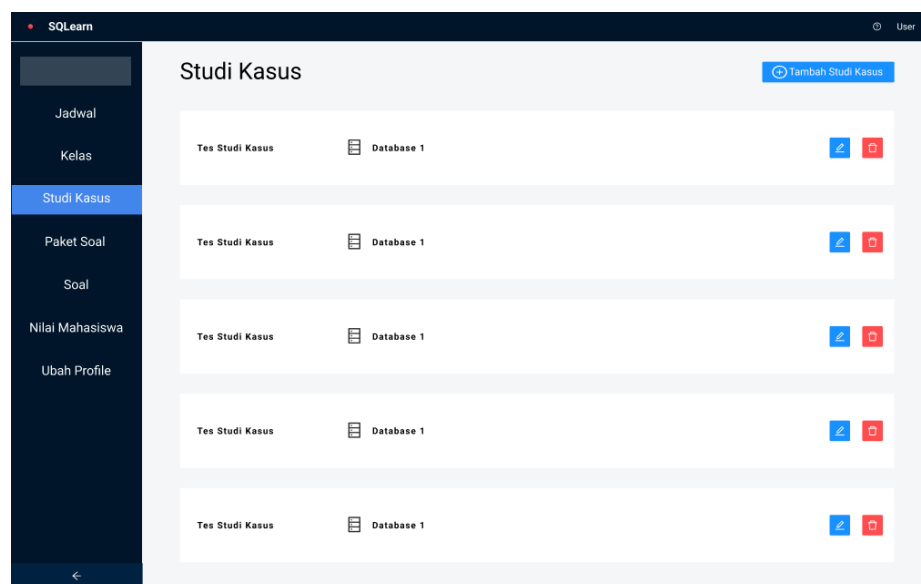 SQLearn
User
Jadwal
Kelas
Studi Kasus
Paket Soal
Soal
Nilai Mahasiswa
Ubah Profile
Studi Kasus
Tambah Studi Kasus
Tes Studi Kasus Database 1
Tes Studi Kasus Database 1
Tes Studi Kasus Database 1
Tes Studi Kasus Database 1
Tes Studi Kasus Database 1